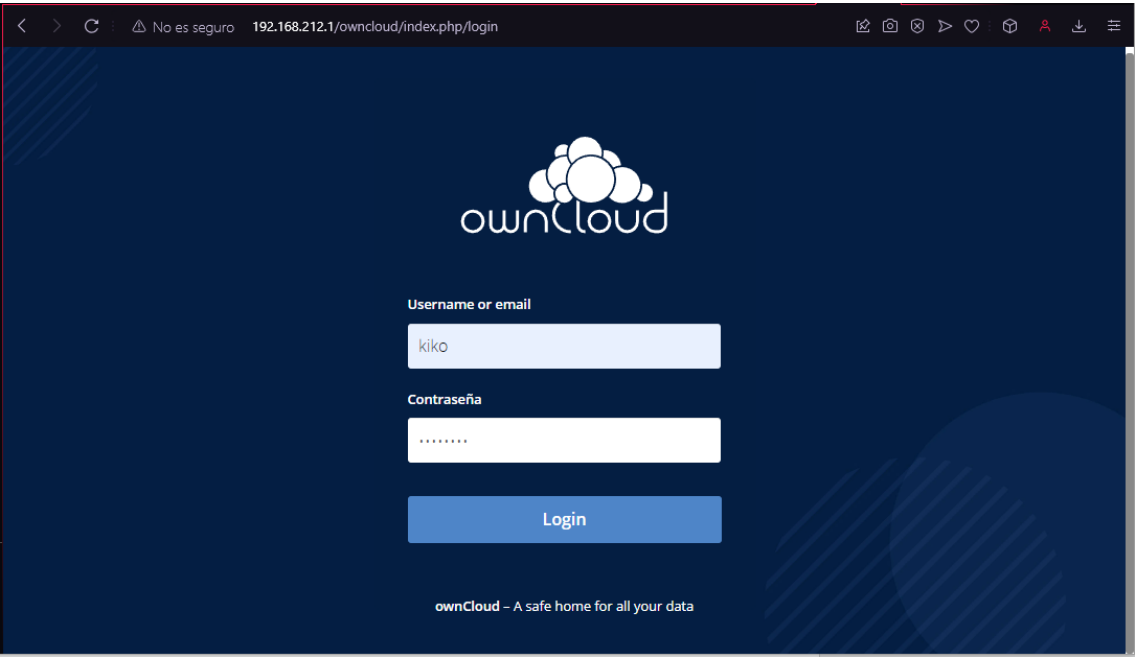 No es seguro 192.168.212.1/owncloud/index.php/login
ownCloud
Username or email
kiko
Contraseña
········
Login
ownCloud – A safe home for all your data